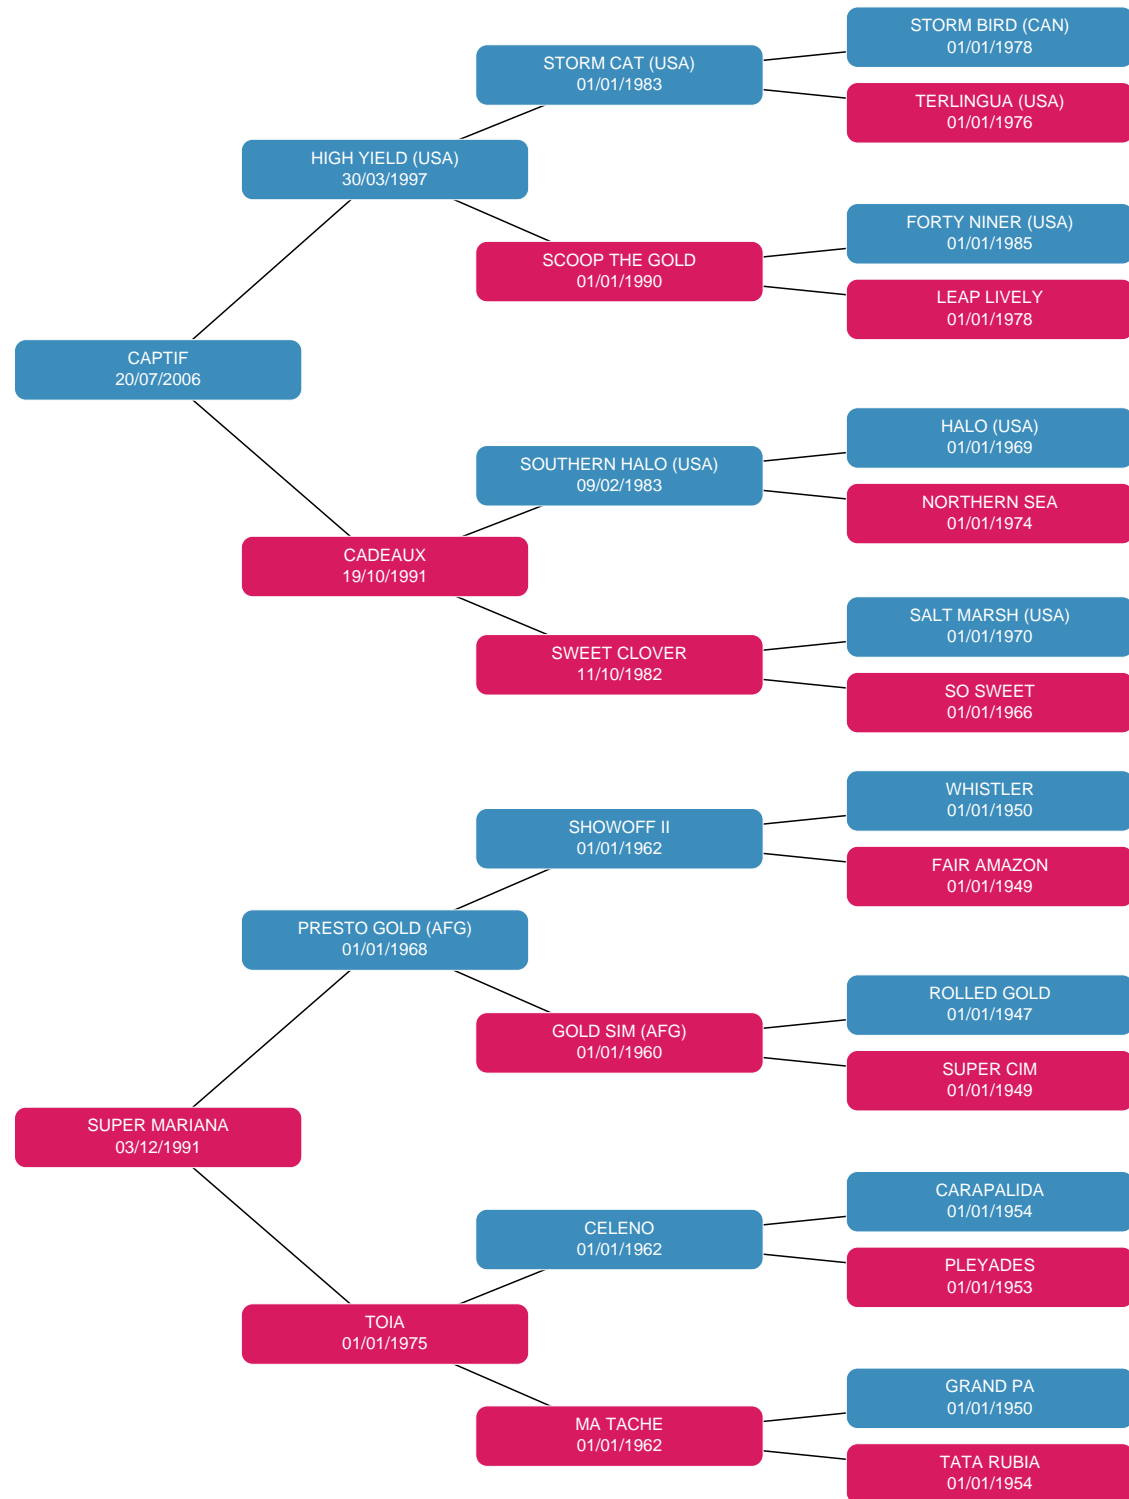 STORM BIRD (CAN)
01/01/1978
STORM CAT (USA)
01/01/1983
TERLINGUA (USA)
01/01/1976
HIGH YIELD (USA)
30/03/1997
FORTY NINER (USA)
01/01/1985
SCOOP THE GOLD
01/01/1990
LEAP LIVELY
01/01/1978
CAPTIF
20/07/2006
HALO (USA)
01/01/1969
SOUTHERN HALO (USA)
09/02/1983
NORTHERN SEA
01/01/1974
CADEAUX
19/10/1991
SALT MARSH (USA)
01/01/1970
SWEET CLOVER
11/10/1982
SO SWEET
01/01/1966
WHISTLER
01/01/1950
SHOWOFF II
01/01/1962
FAIR AMAZON
01/01/1949
PRESTO GOLD (AFG)
01/01/1968
ROLLED GOLD
01/01/1947
GOLD SIM (AFG)
01/01/1960
SUPER CIM
01/01/1949
SUPER MARIANA
03/12/1991
CARAPALIDA
01/01/1954
CELENO
01/01/1962
PLEYADES
01/01/1953
TOIA
01/01/1975
GRAND PA
01/01/1950
MA TACHE
01/01/1962
TATA RUBIA
01/01/1954